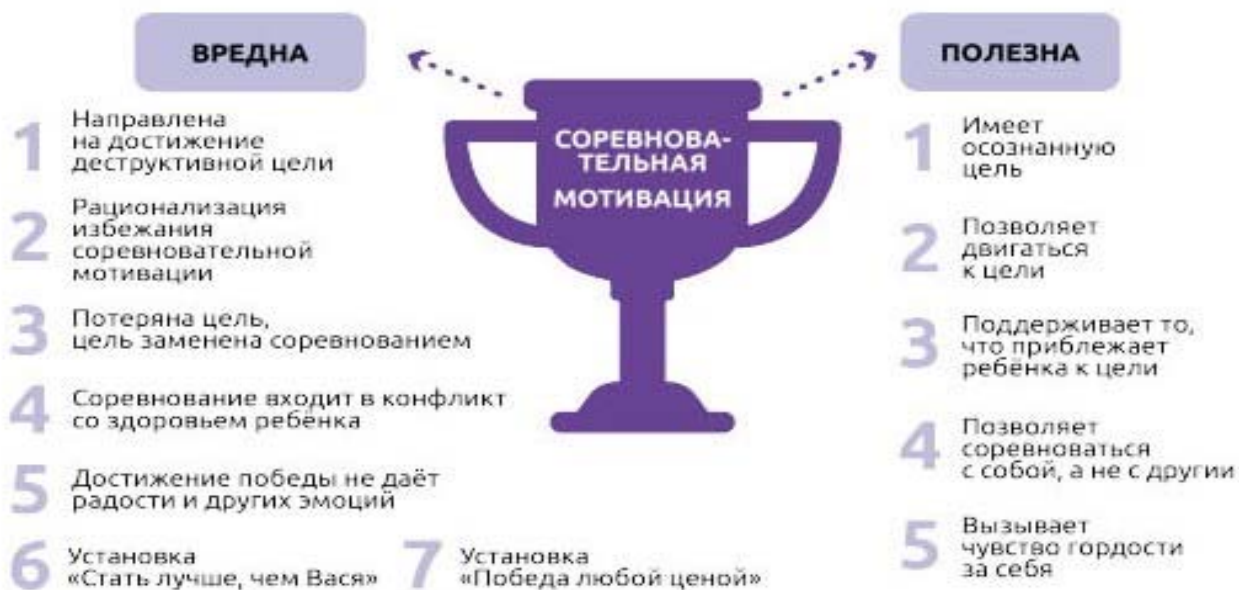 ВРЕДНА
1
Направлена
на достижение
деструктивной цели
2
Рационализация
избежания
соревновательной
мотивации
3
Потеряна цель,
цель заменена соревнованием
4
Соревнование входит в конфликт
со здоровьем ребёнка
5
Достижение победы не даёт
радости и других эмоций
6
Установка
«Стать лучше, чем Вася»
7
Установка
«Победа любой ценой»
СОРЕВНОВА-
ТЕЛЬНАЯ
МОТИВАЦИЯ
ПОЛЕЗНА
1
Имеет
осознанную
цель
2
Позволяет
двигаться
к цели
3
Поддерживает то,
что приблежает
ребёнка к цели
4
Позволяет
соревноваться
с собой, а не с другии
5
Вызывает
чувство гордости
за себя